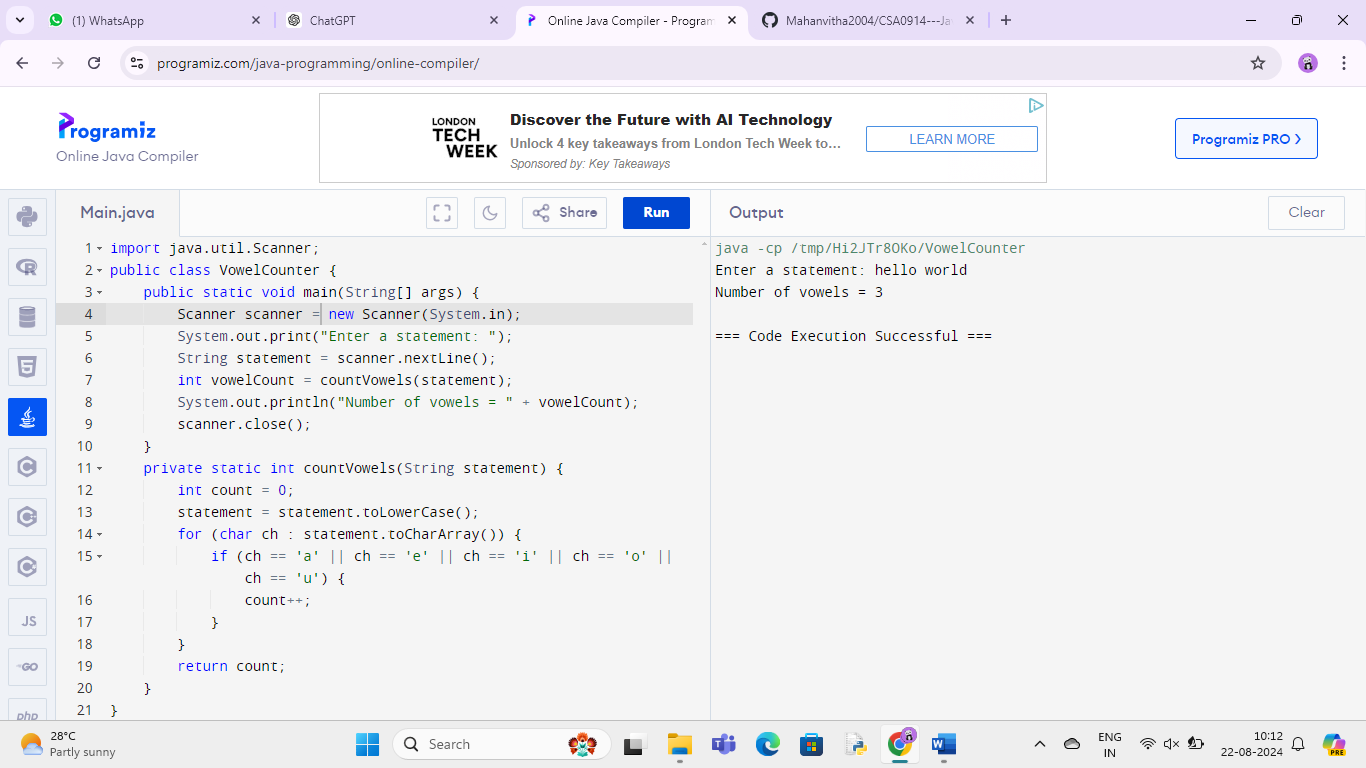 (1) WhatsApp
ChatGPT
Online Java Compiler - Program
Mahanvitha2004/CSA0914---Ja
programiz.com/java-programming/online-compiler/
Programiz
Online Java Compiler
LONDON
TECH
WEEK
Discover the Future with AI Technology
Unlock 4 key takeaways from London Tech Week to...
Sponsored by: Key Takeaways
LEARN MORE
Programiz PRO >
Main.java
Share
Run
Output
Clear
1 import java.util.Scanner;
2 public class VowelCounter {
3 public static void main(String[] args) {
4 Scanner scanner = new Scanner(System.in);
5 System.out.print("Enter a statement: ");
6 String statement = scanner.nextLine();
7 int vowelCount = countVowels(statement);
8 System.out.println("Number of vowels = " + vowelCount);
9 scanner.close();
10 }
11 private static int countVowels(String statement) {
12 int count = 0;
13 statement = statement.toLowerCase();
14 for (char ch : statement.toCharArray()) {
15 if (ch == 'a' || ch == 'e' || ch == 'i' || ch == 'o' ||
ch == 'u') {
16 count++;
17 }
18 }
19 return count;
20 }
21 }
java -cp /tmp/Hi2JTr8OKo/VowelCounter
Enter a statement: hello world
Number of vowels = 3
=== Code Execution Successful ===
JS
GO
php
28°C
Partly sunny
Search
ENG
IN
10:12
22-08-2024
PRE